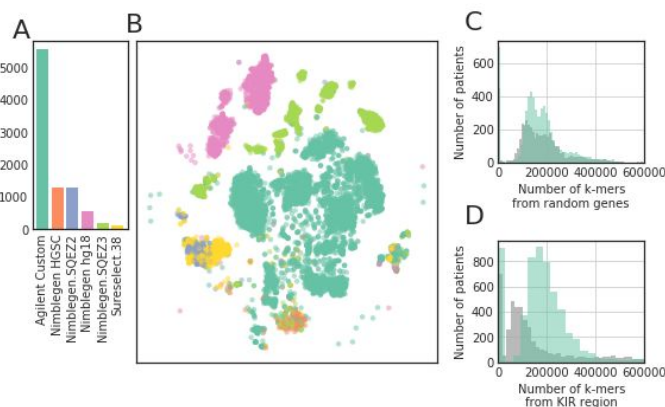 A
5000
4000
3000
2000
1000
0
Agilent Custom
Nimblegen HGSC
Nimblegen.SQEZ2
Nimblegen hg18
Nimblegen.SQEZ3
Sureselect.38
B
C
Number of patients
600
400
200
0
0 200000 400000 600000
Number of k-mers
from random genes
D
Number of patients
800
600
400
200
0
0 200000 400000 600000
Number of k-mers
from KIR region